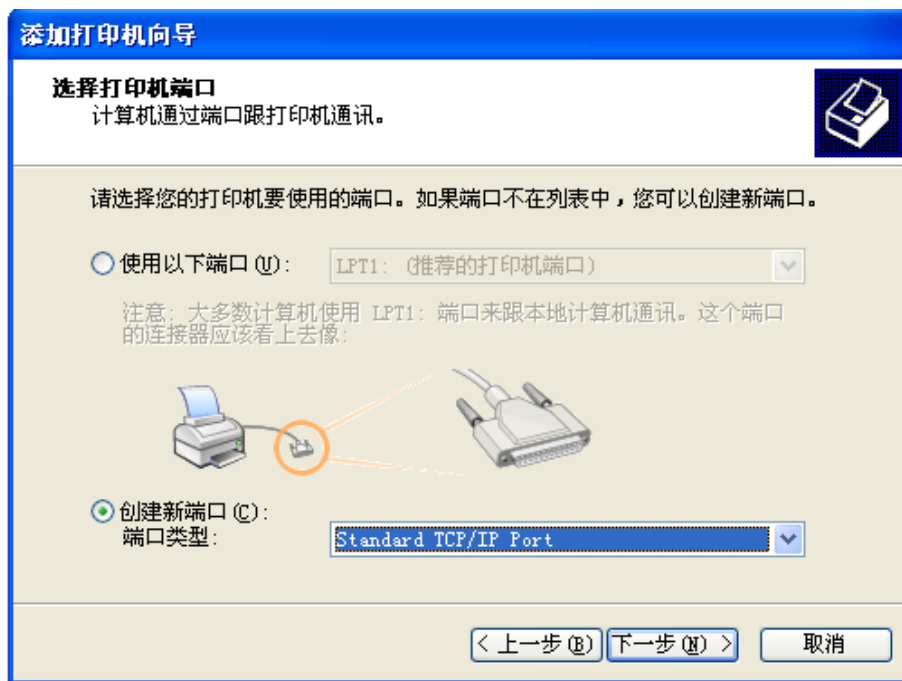 添加打印机向导
选择打印机端口
计算机通过端口跟打印机通讯。
请选择您的打印机要使用的端口。如果端口不在列表中，您可以创建新端口。
使用以下端口(U): LPT1: (推荐的打印机端口)
注意: 大多数计算机使用 LPT1: 端口来跟本地计算机通讯。这个端口
的连接器应该看上去像:
创建新端口(C):
端口类型: Standard TCP/IP Port
< 上一步(B) 下一步(N) > 取消